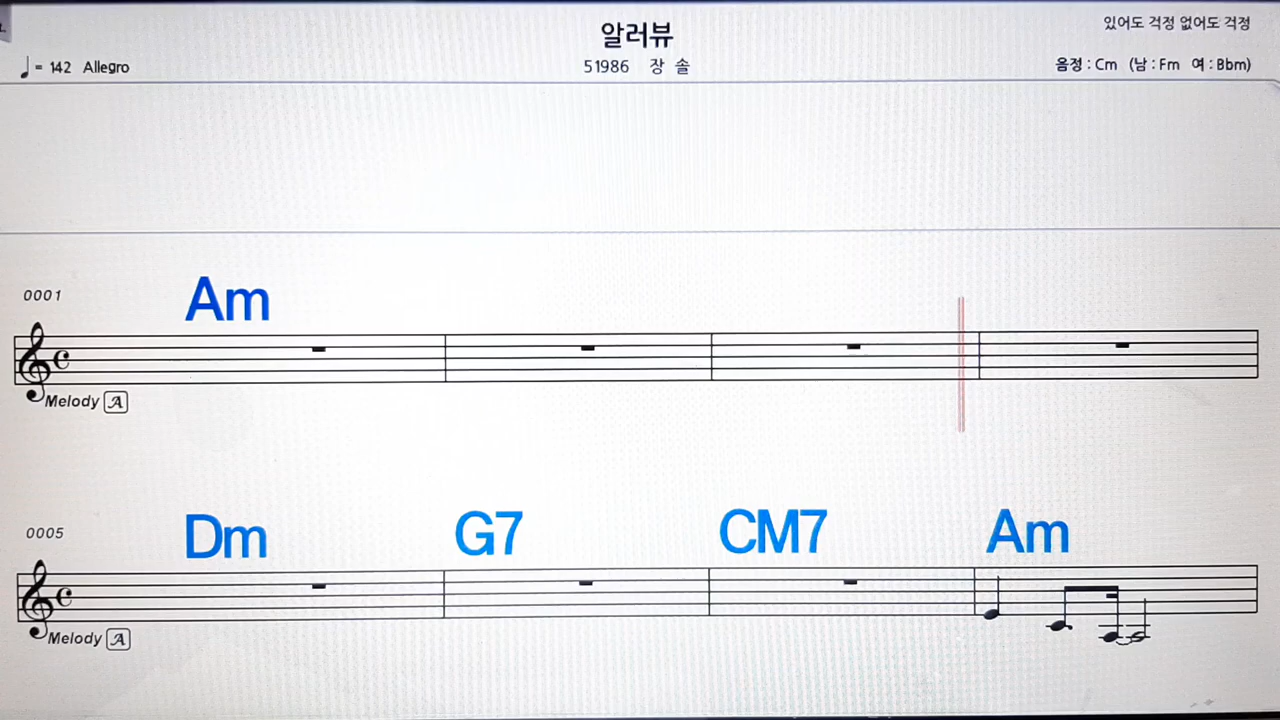 알러뷰
있어도 걱정 없어도 걱정
♩ = 142 Allegro
51986 장 솔
음정 : Cm (남 : Fm 여 : Bbm)
0001
Am
Melody A
0005
Dm G7 CM7 Am
Melody A